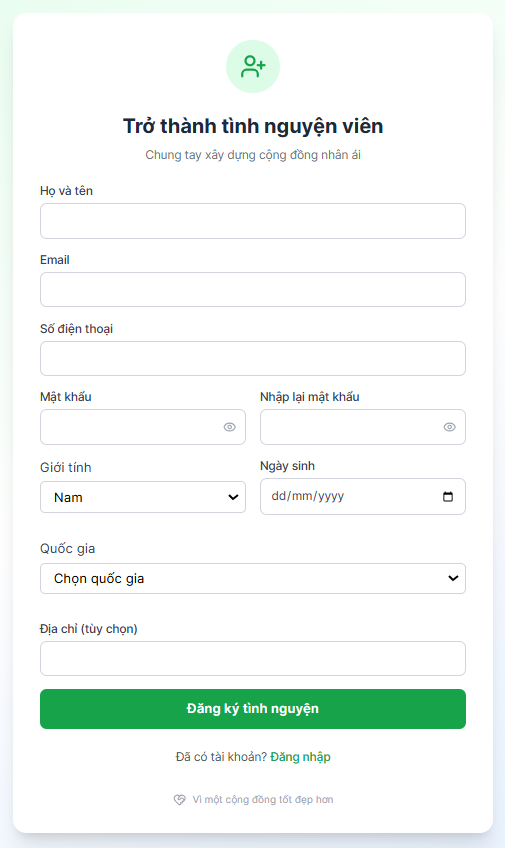 Trở thành tình nguyện viên
Chung tay xây dựng cộng đồng nhân ái
Họ và tên
Email
Số điện thoại
Mật khẩu
Nhập lại mật khẩu
Giới tính
Ngày sinh
Nam
dd/mm/yyyy
Quốc gia
Chọn quốc gia
Địa chỉ (tùy chọn)
Đăng ký tình nguyện
Đã có tài khoản? Đăng nhập
Vì một cộng đồng tốt đẹp hơn